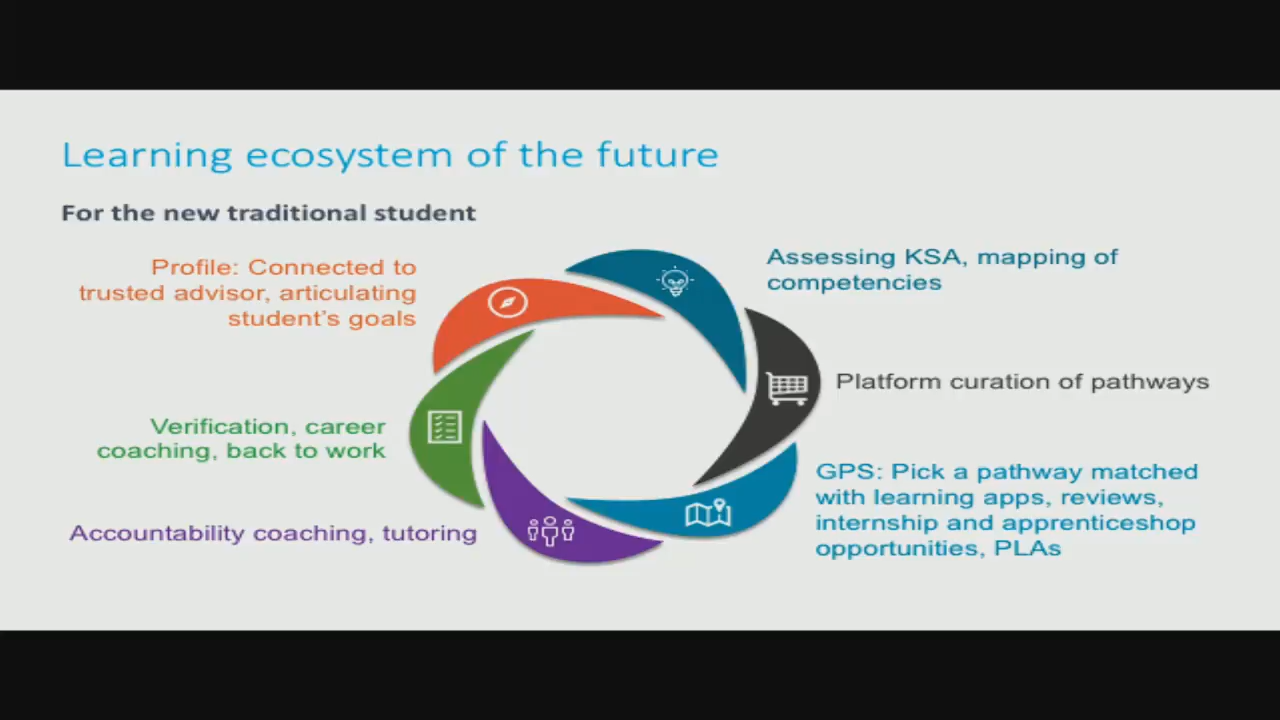 Learning ecosystem of the future
For the new traditional student
Profile: Connected to
trusted advisor, articulating
student's goals
Assessing KSA, mapping of
competencies
Platform curation of pathways
GPS: Pick a pathway matched
with learning apps, reviews,
internship and apprenticeshop
opportunities, PLAs
Accountability coaching, tutoring
Verification, career
coaching, back to work